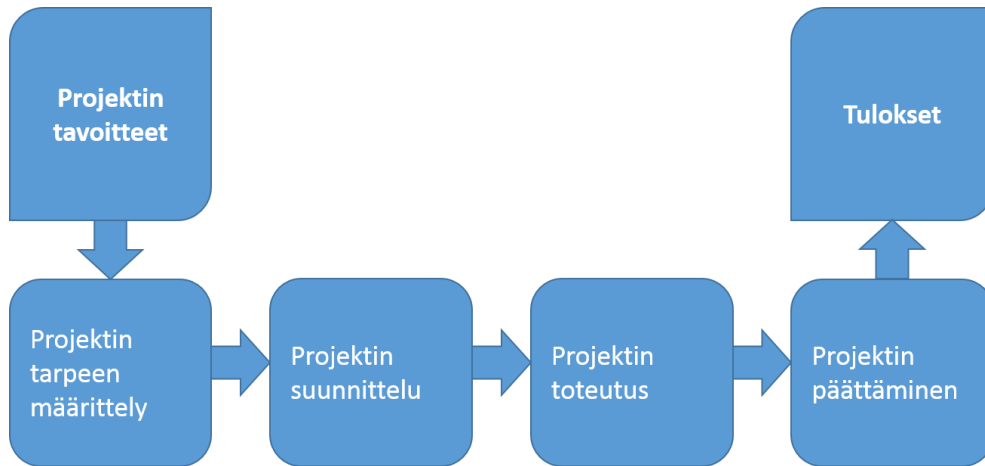 Projektin
tavoitteet
Tulokset
Projektin
tarpeen
määrittely
Projektin
suunnittelu
Projektin
toteutus
Projektin
päättäminen